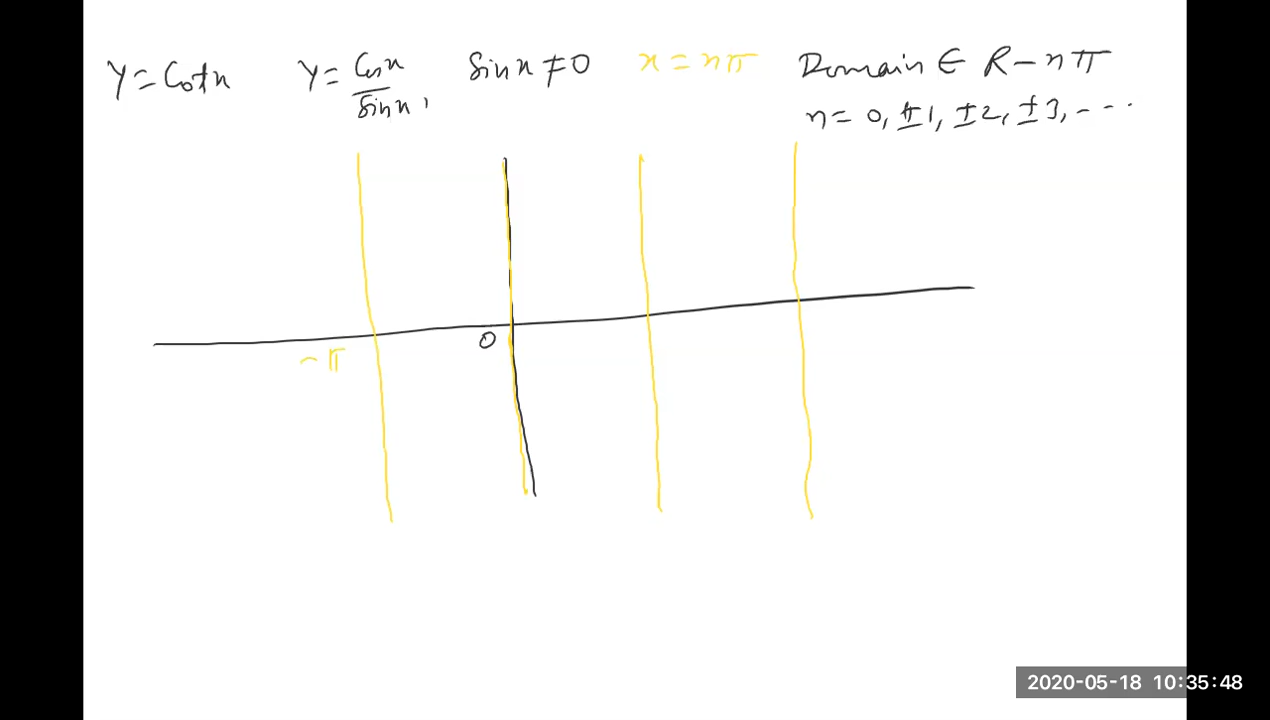 Y = Cotx Y = Cosx/Sinx, Sinx ≠ 0 x = nπ Domain ∈ R - nπ
n = 0, ±1, ±2, ±3, ---
0
-π
2020-05-18 10:35:48